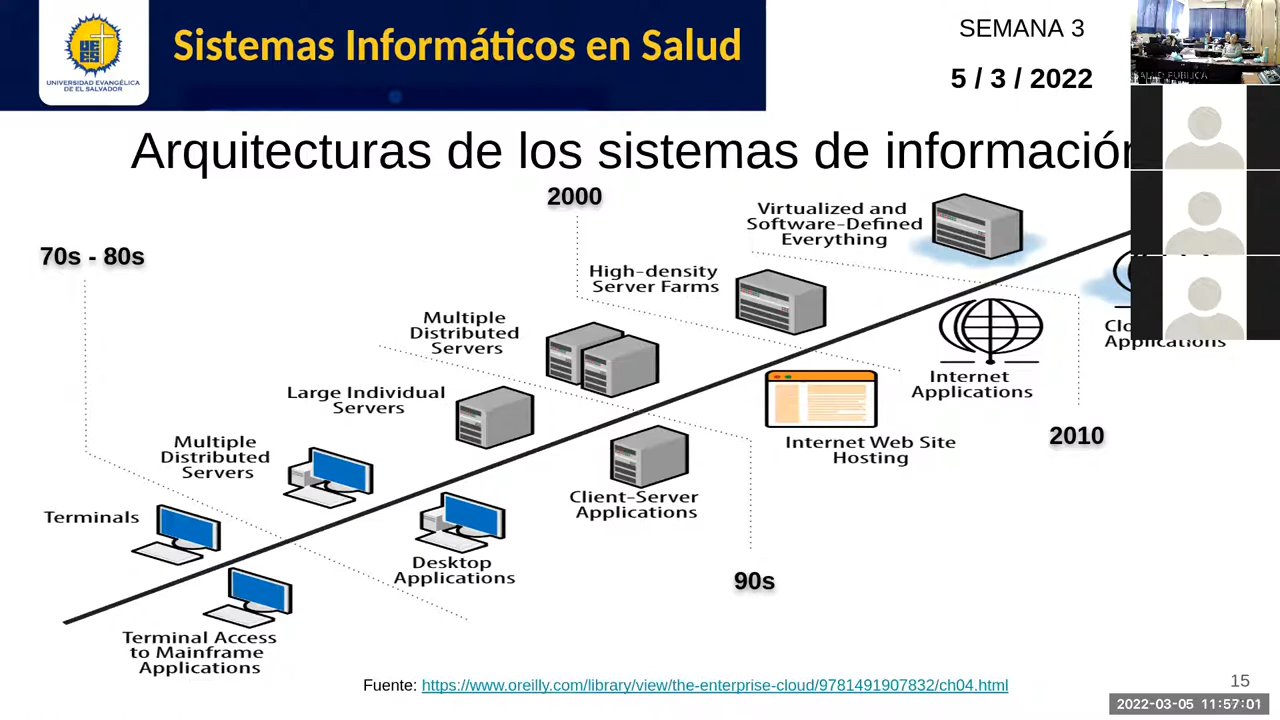 Sistemas Informáticos en Salud
UNIVERSIDAD EVANGÉLICA
DE EL SALVADOR
SEMANA 3
5 / 3 / 2022
SALUD PUBLICA
Arquitecturas de los sistemas de información
2000
70s - 80s
Virtualized and
Software-Defined
Everything
High-density
Server Farms
Multiple
Distributed
Servers
Large Individual
Servers
Multiple
Distributed
Servers
Terminals
Internet
Applications
Applications
Internet Web Site
Hosting
2010
Client-Server
Applications
Desktop
Applications
90s
Terminal Access
to Mainframe
Applications
Fuente: https://www.oreilly.com/library/view/the-enterprise-cloud/9781491907832/ch04.html
15
2022-03-05 11:57:01